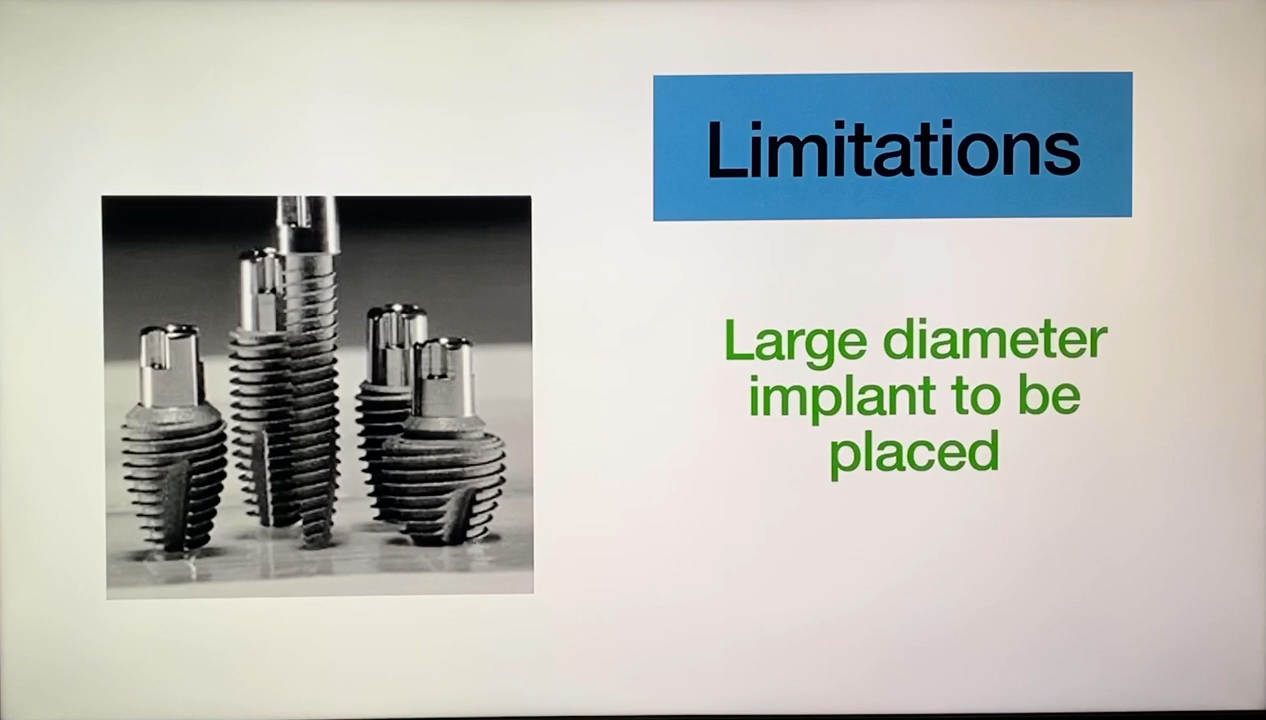 Limitations
Large diameter
implant to be
placed